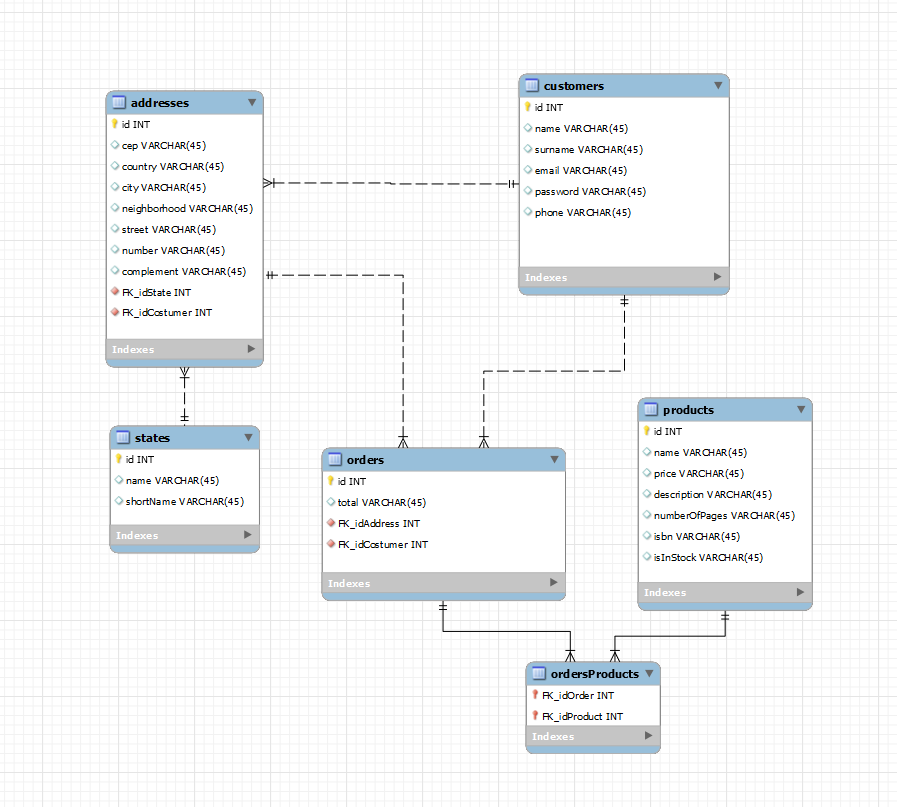 addresses
id INT
cep VARCHAR(45)
country VARCHAR(45)
city VARCHAR(45)
neighborhood VARCHAR(45)
street VARCHAR(45)
number VARCHAR(45)
complement VARCHAR(45)
FK_idState INT
FK_idCostumer INT
Indexes
customers
id INT
name VARCHAR(45)
surname VARCHAR(45)
email VARCHAR(45)
password VARCHAR(45)
phone VARCHAR(45)
Indexes
states
id INT
name VARCHAR(45)
shortName VARCHAR(45)
Indexes
orders
id INT
total VARCHAR(45)
FK_idAddress INT
FK_idCostumer INT
Indexes
products
id INT
name VARCHAR(45)
price VARCHAR(45)
description VARCHAR(45)
numberOfPages VARCHAR(45)
isbn VARCHAR(45)
isInStock VARCHAR(45)
Indexes
ordersProducts
FK_idOrder INT
FK_idProduct INT
Indexes